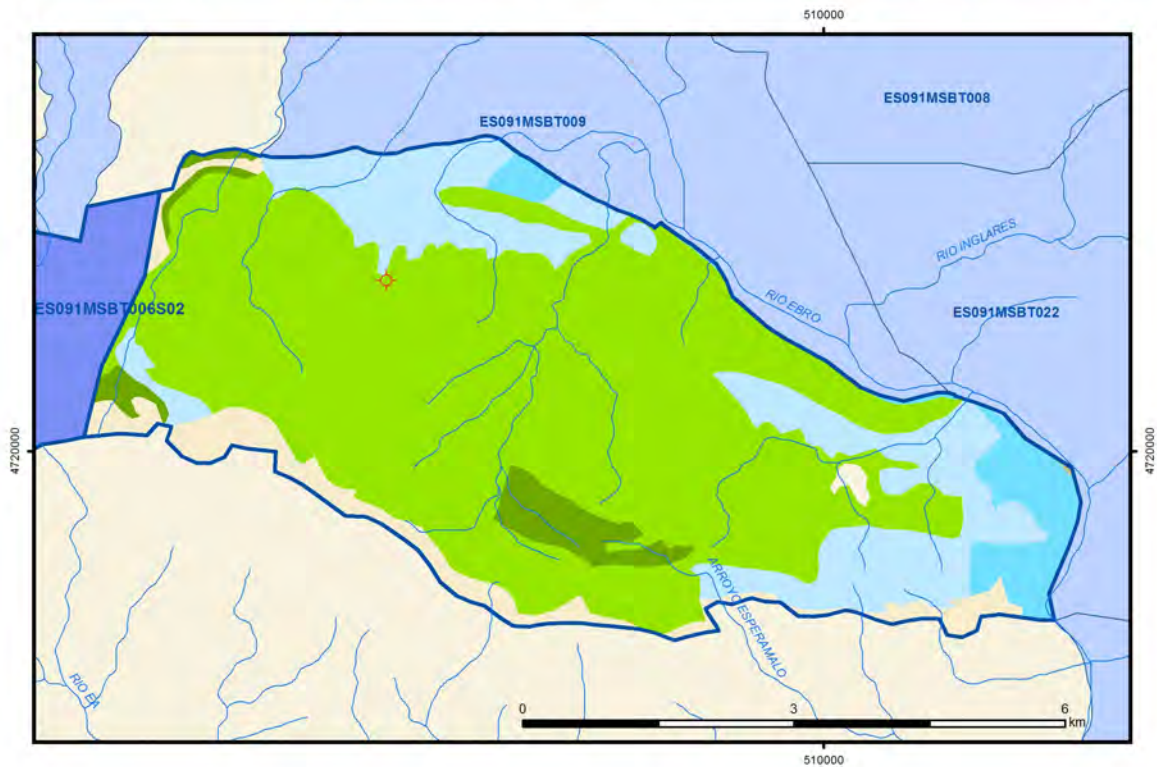 510000
ES091MSBT008
ES091MSBT009
RIO INGLARES
RIO EBRO
ES091MSBT006S02
ES091MSBT022
4720000
4720000
ARROYO ESPERAMALO
RIO EA
0
3
6
km
510000